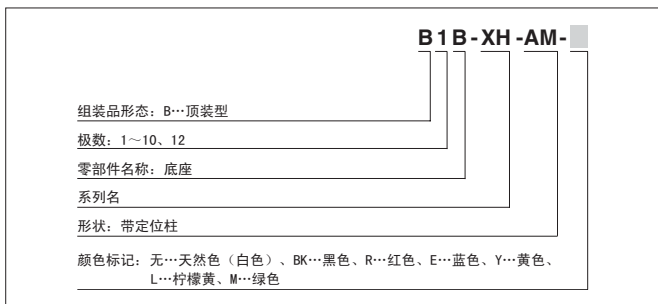 B1B-XH-AM-
组装品形态：B…顶装型
极数：1～10、12
零部件名称：底座
系列名
形状：带定位柱
颜色标记：无…天然色（白色）、BK…黑色、R…红色、E…蓝色、Y…黄色、
L…柠檬黄、M…绿色